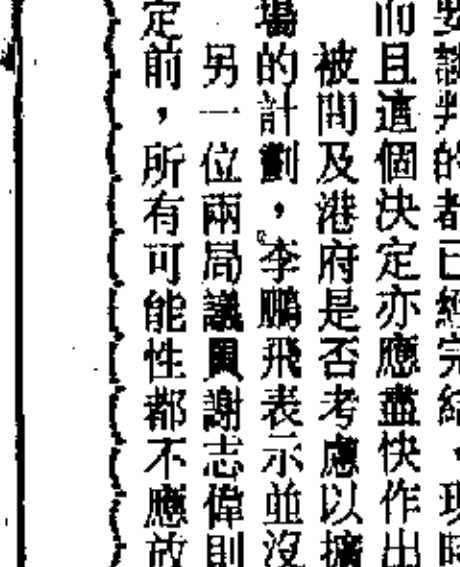 要談判的都已經完結，現時
而且這個決定亦應盡快作出
被問及港府是否考慮以擴
場的計劃，李鵬飛表示並沒
另一位兩局議員謝志偉則
定前，所有可能性都不應放